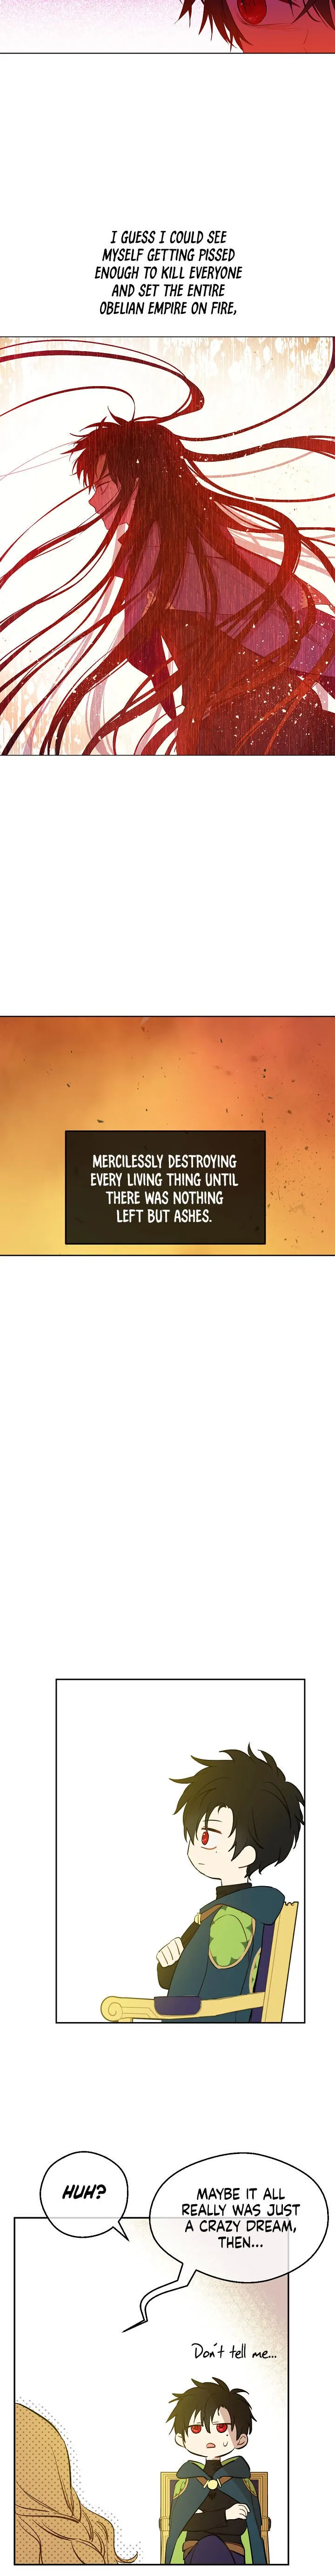 I GUESS I COULD SEE
MYSELF GETTING PISSED
ENOUGH TO KILL EVERYONE
AND SET THE ENTIRE
OBELIAN EMPIRE ON FIRE,
MERCILESSLY DESTROYING
EVERY LIVING THING UNTIL
THERE WAS NOTHING
LEFT BUT ASHES.
HUH?
MAYBE IT ALL
REALLY WAS JUST
A CRAZY DREAM,
THEN...
Don't tell me...